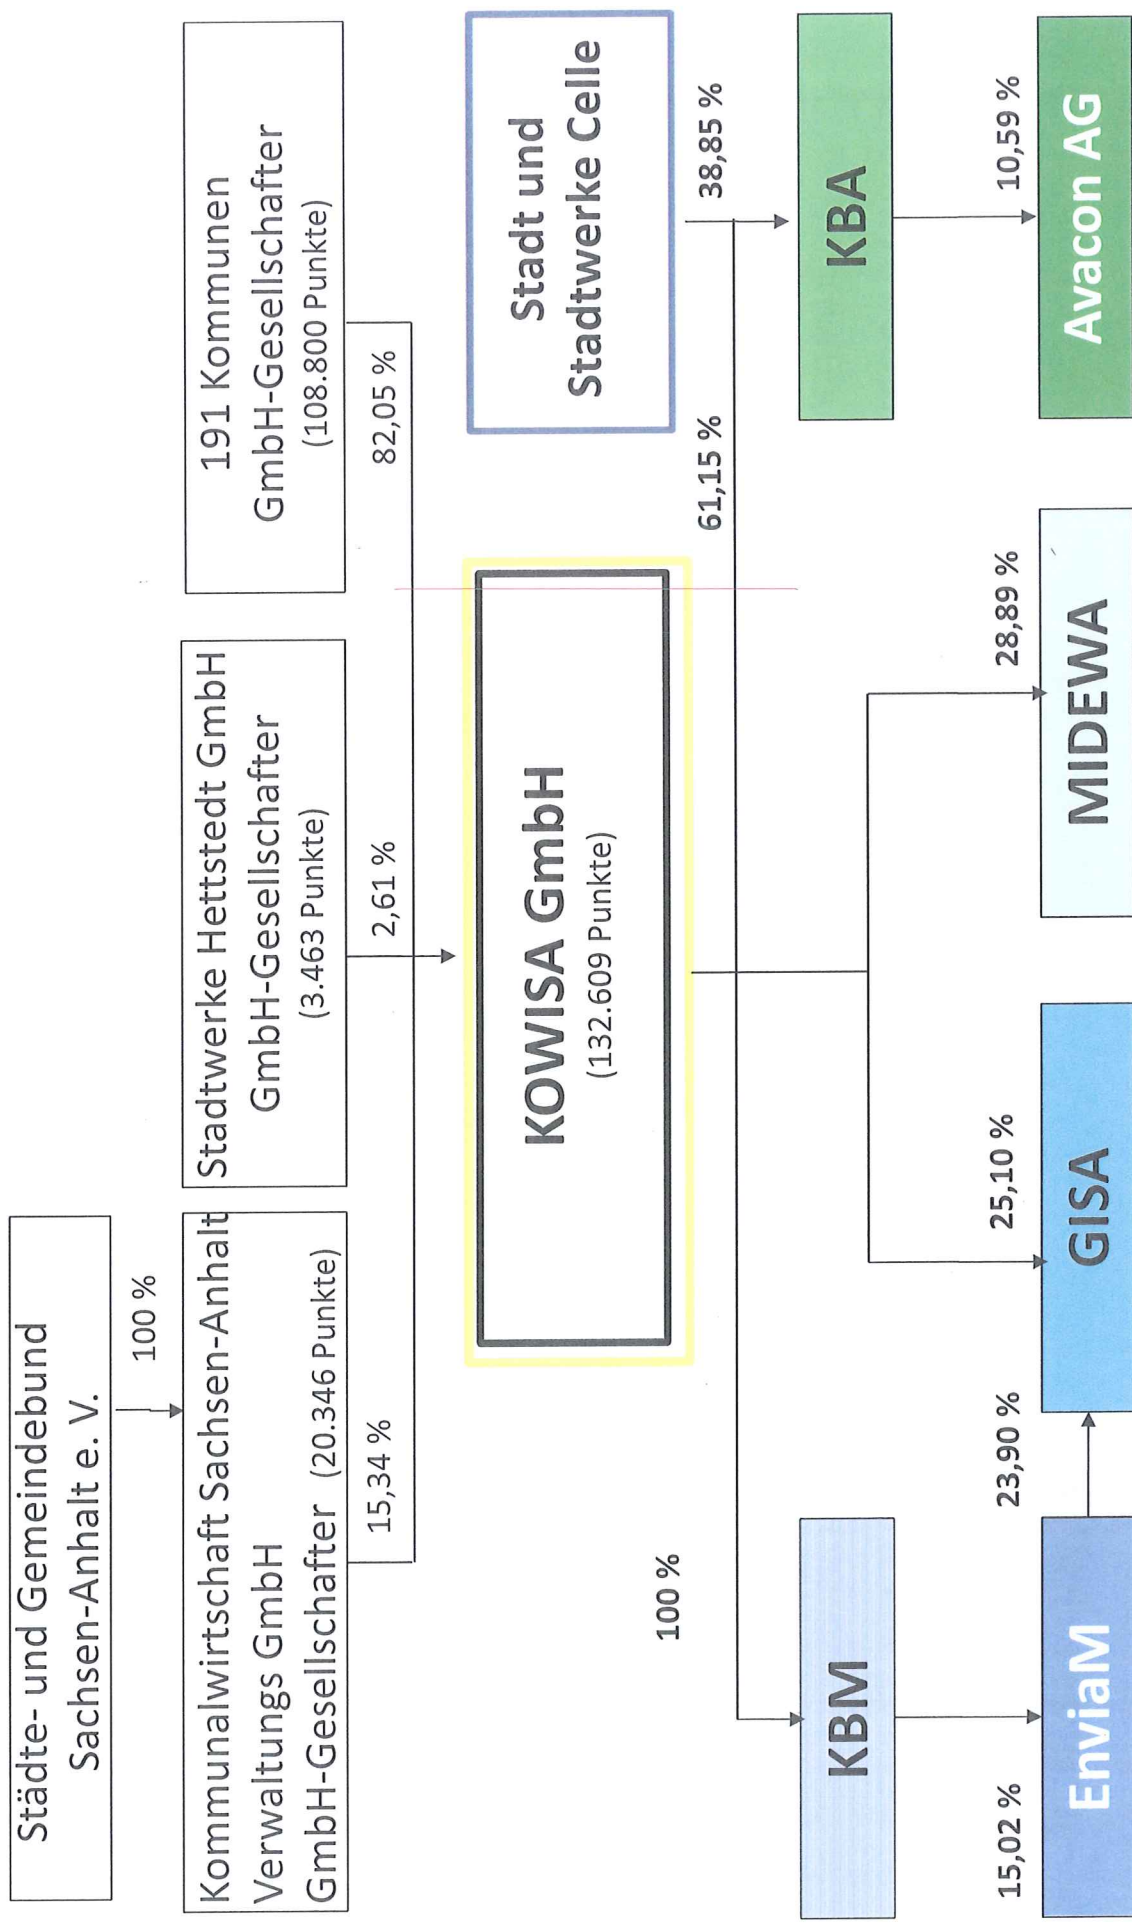 Städte- und Gemeindebund
Sachsen-Anhalt e. V.
100 %
Kommunalwirtschaft Sachsen-Anhalt
Verwaltungs GmbH
GmbH-Gesellschafter (20.346 Punkte)
Stadtwerke Hettstedt GmbH
GmbH-Gesellschafter
(3.463 Punkte)
191 Kommunen
GmbH-Gesellschafter
(108.800 Punkte)
15,34 %
2,61 %
82,05 %
KOWISA GmbH
(132.609 Punkte)
Stadt und
Stadtwerke Celle
100 %
61,15 %
38,85 %
KBM
KBA
15,02 %
23,90 %
25,10 %
28,89 %
10,59 %
EnviaM
GISA
MIDEWA
Avacon AG